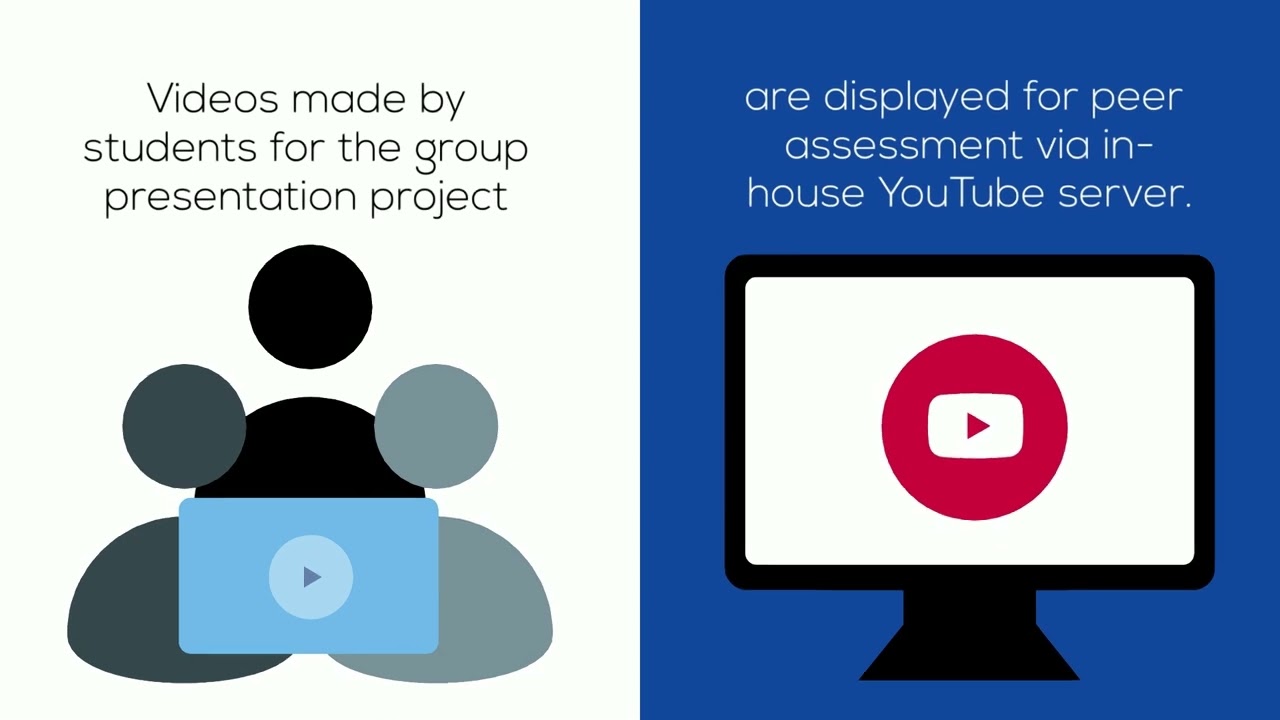 Videos made by
students for the group
presentation project
are displayed for peer
assessment via in-
house YouTube server.